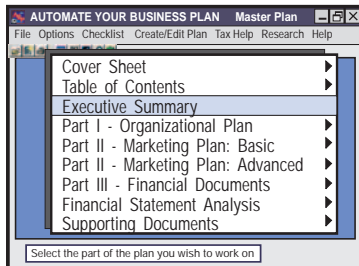 AUTOMATE YOUR BUSINESS PLAN Master Plan
File Options Checklist Create/Edit Plan Tax Help Research Help
Cover Sheet
Table of Contents
Executive Summary
Part I - Organizational Plan
Part II - Marketing Plan: Basic
Part II - Marketing Plan: Advanced
Part III - Financial Documents
Financial Statement Analysis
Supporting Documents
Select the part of the plan you wish to work on